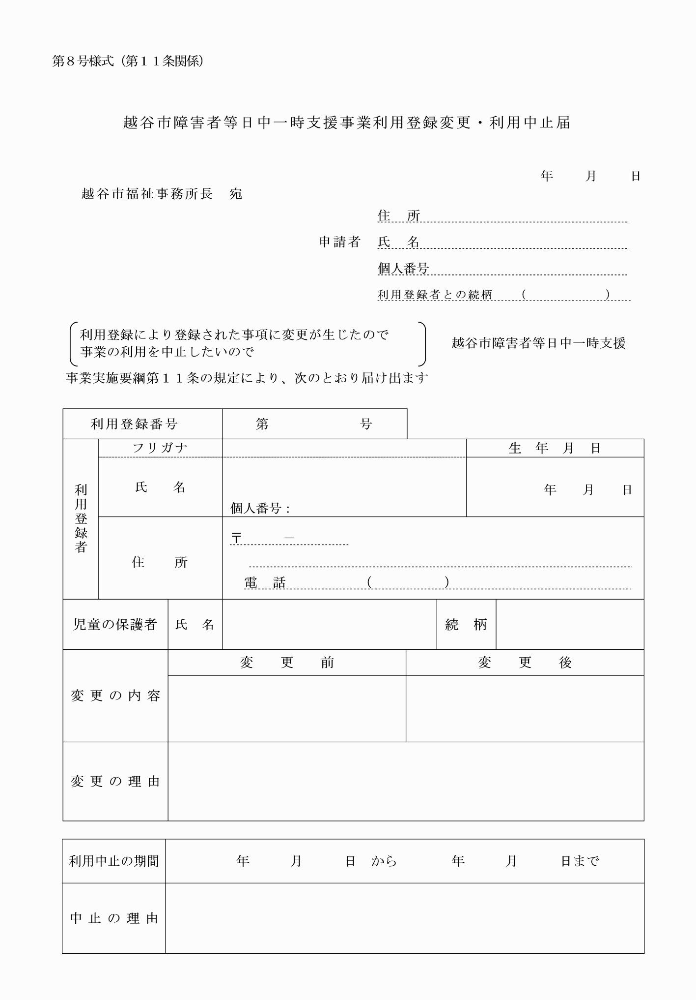 第８号様式（第１１条関係）
越谷市障害者等日中一時支援事業利用登録変更・利用中止届
年　　月　　日
越谷市福祉事務所長　宛
住　所
申請者　氏　名
個人番号
利用登録者との続柄　（　　　　　）
利用登録により登録された事項に変更が生じたので
事業の利用を中止したいので
越谷市障害者等日中一時支援
事業実施要綱第１１条の規定により、次のとおり届け出ます
利用登録番号　第　　　　号
利用登録者
フリガナ　生　年　月　日
氏　　名　年　　月　　日
個人番号：
住　　所
〒　　－
電　話　　　（　　　　）
児童の保護者　氏　名　続　柄
変更の内容
変　更　前　変　更　後
変更の理由
利用中止の期間　年　　月　　日　から　　年　　月　　日まで
中止の理由